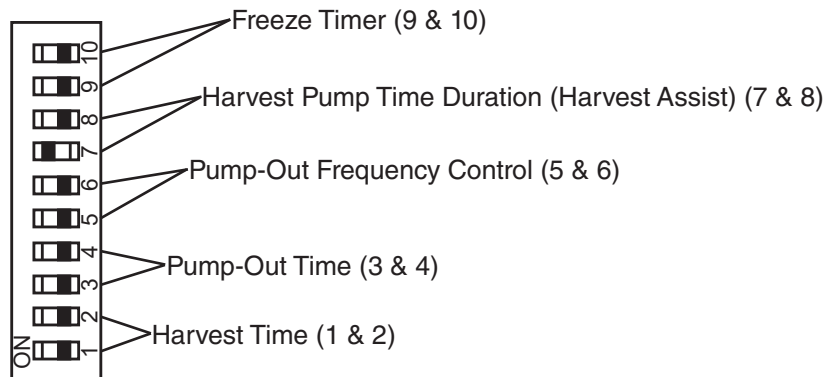 Freeze Timer (9 & 10)
Harvest Pump Time Duration (Harvest Assist) (7 & 8)
Pump-Out Frequency Control (5 & 6)
Pump-Out Time (3 & 4)
Harvest Time (1 & 2)
10
9
8
7
6
5
4
3
2
1
ON